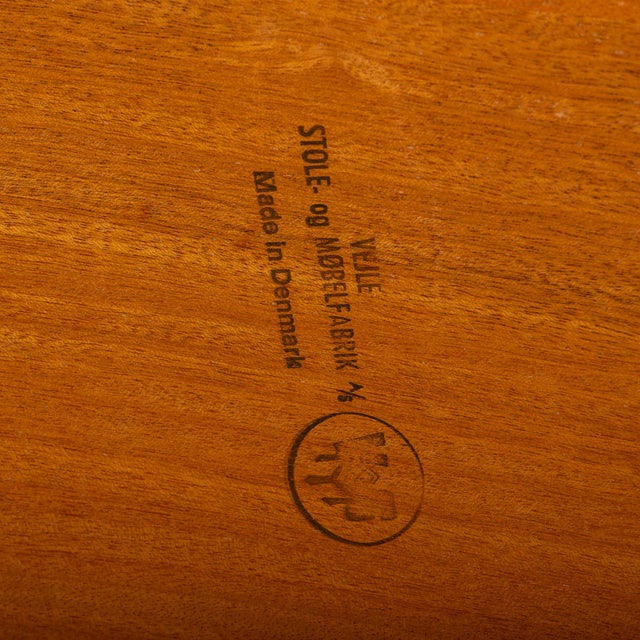 VEJLE
STOLE- og MØBELFABRIK A/S
Made in Denmark